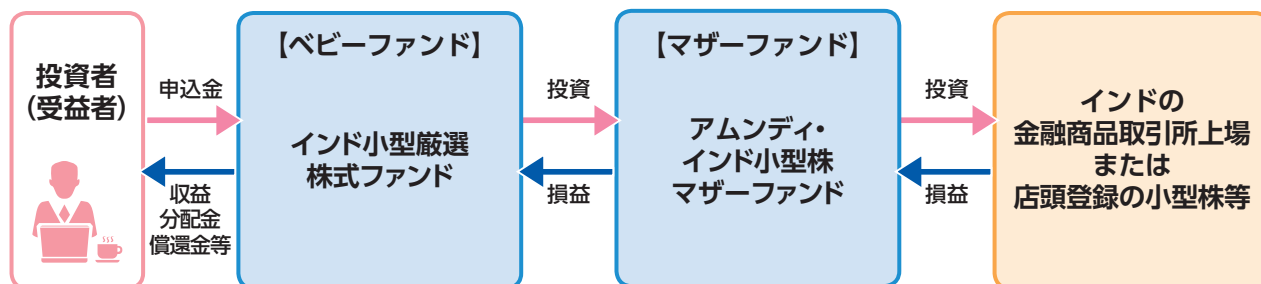 投資者
(受益者)
申込金
収益
分配金
償還金等
【ベビーファンド】
インド小型厳選
株式ファンド
投資
損益
【マザーファンド】
アムンディ・
インド小型株
マザーファンド
投資
損益
インドの
金融商品取引所上場
または
店頭登録の小型株等